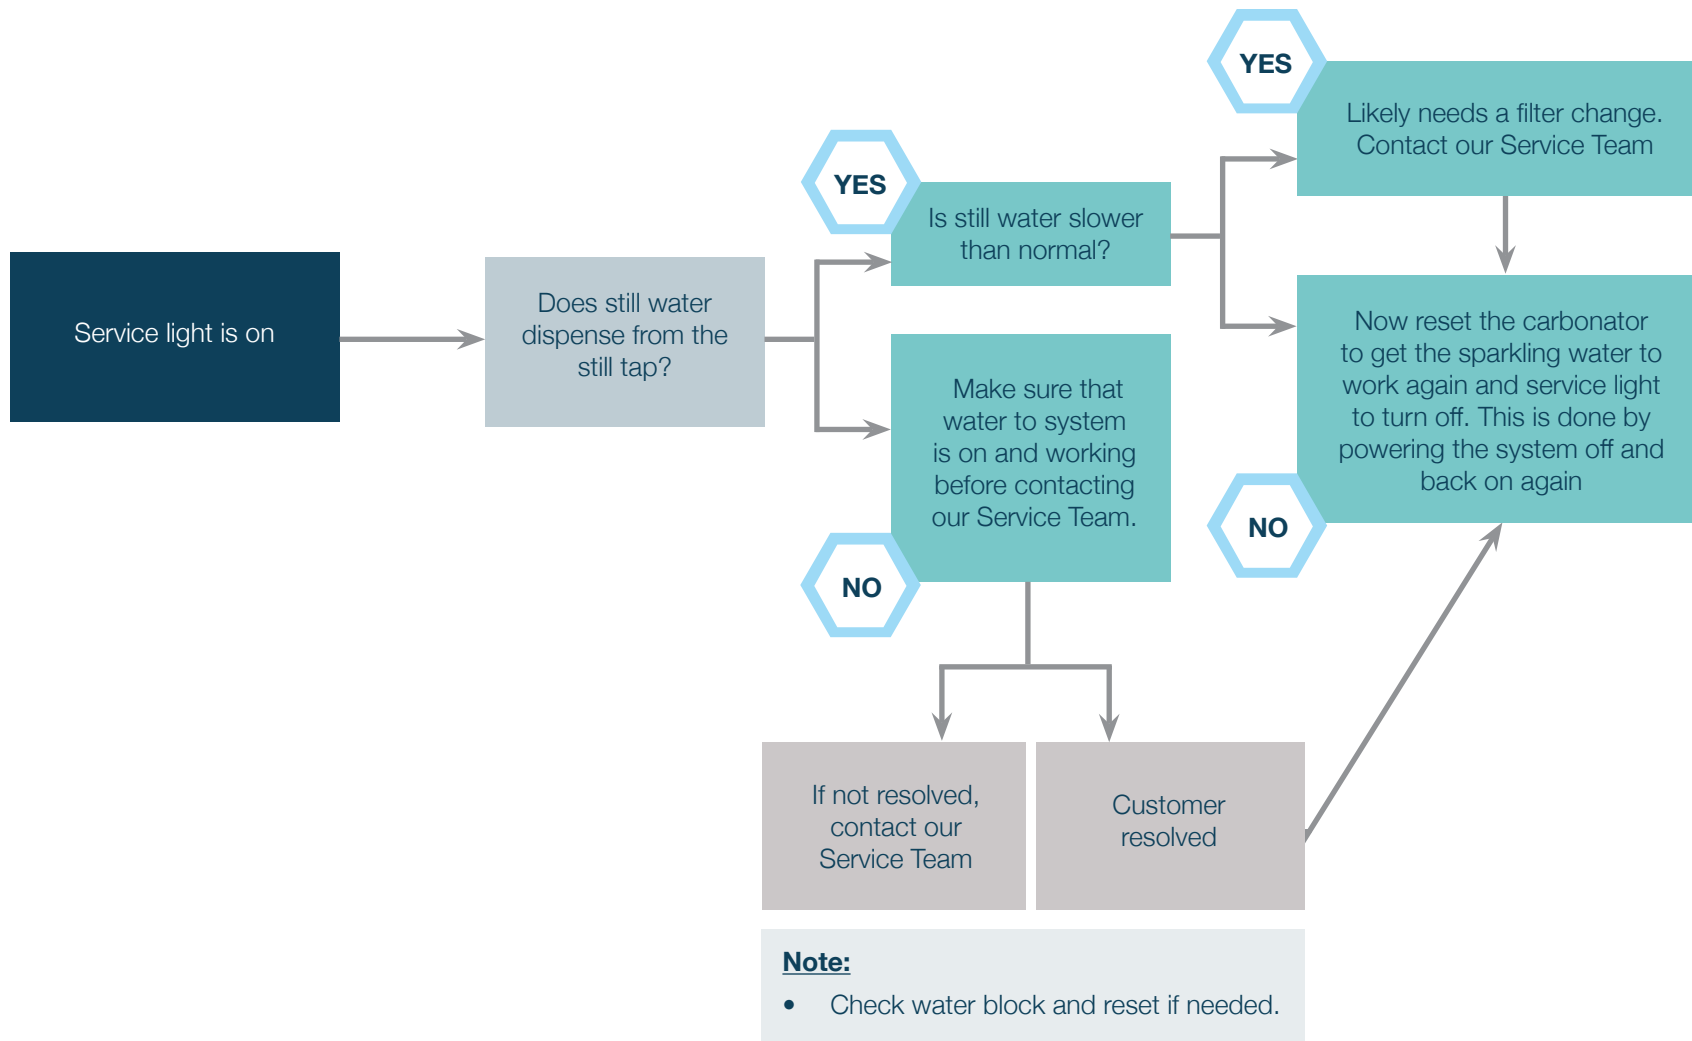 Service light is on
Does still water
dispense from the
still tap?
YES
Is still water slower
than normal?
Make sure that
water to system
is on and working
before contacting
our Service Team.
NO
YES
Likely needs a filter change.
Contact our Service Team
Now reset the carbonator
to get the sparkling water to
work again and service light
to turn off. This is done by
powering the system off and
back on again
NO
If not resolved,
contact our
Service Team
Customer
resolved
Note:
• Check water block and reset if needed.